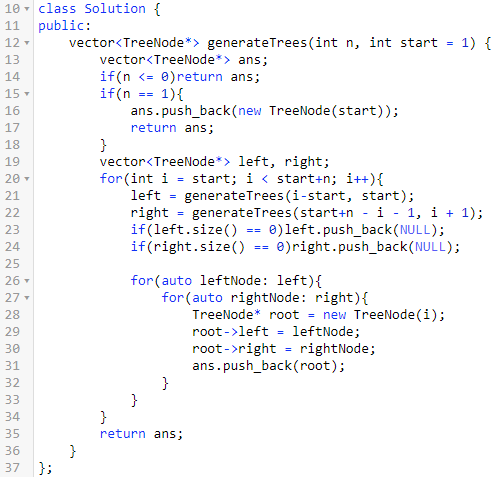 10 class Solution {
11 public:
12     vector<TreeNode*> generateTrees(int n, int start = 1) {
13         vector<TreeNode*> ans;
14         if(n <= 0)return ans;
15         if(n == 1){
16             ans.push_back(new TreeNode(start));
17             return ans;
18         }
19         vector<TreeNode*> left, right;
20         for(int i = start; i < start+n; i++){
21             left = generateTrees(i-start, start);
22             right = generateTrees(start+n - i - 1, i + 1);
23             if(left.size() == 0)left.push_back(NULL);
24             if(right.size() == 0)right.push_back(NULL);
25
26             for(auto leftNode: left){
27                 for(auto rightNode: right){
28                     TreeNode* root = new TreeNode(i);
29                     root->left = leftNode;
30                     root->right = rightNode;
31                     ans.push_back(root);
32                 }
33             }
34         }
35         return ans;
36     }
37 };